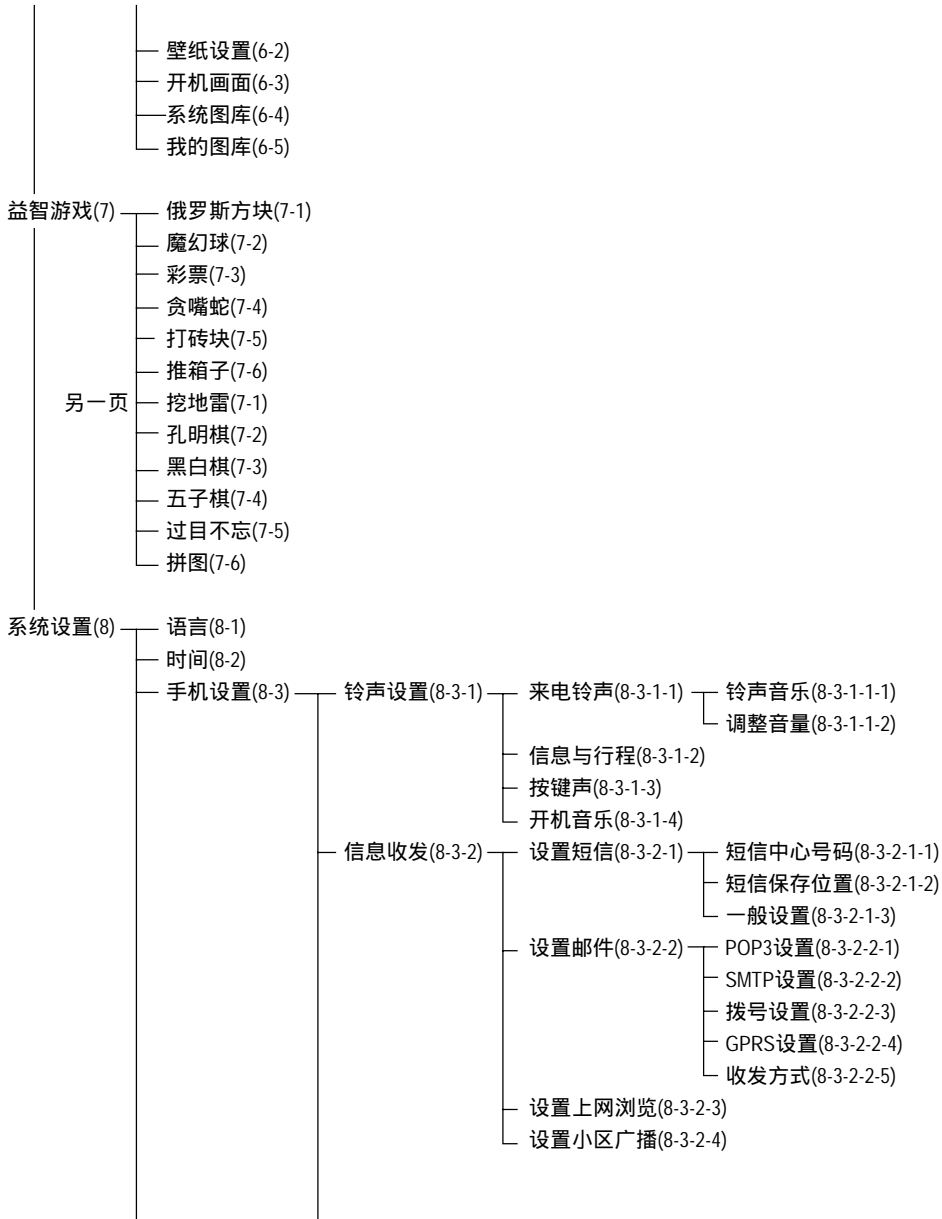 壁纸设置(6-2)
开机画面(6-3)
系统图库(6-4)
我的图库(6-5)
益智游戏(7) 俄罗斯方块(7-1)
魔幻球(7-2)
彩票(7-3)
贪嘴蛇(7-4)
打砖块(7-5)
推箱子(7-6)
另一页 挖地雷(7-1)
孔明棋(7-2)
黑白棋(7-3)
五子棋(7-4)
过目不忘(7-5)
拼图(7-6)
系统设置(8) 语言(8-1)
时间(8-2)
手机设置(8-3) 铃声设置(8-3-1) 来电铃声(8-3-1-1) 铃声音乐(8-3-1-1-1)
调整音量(8-3-1-1-2)
信息与行程(8-3-1-2)
按键声(8-3-1-3)
开机音乐(8-3-1-4)
信息收发(8-3-2) 设置短信(8-3-2-1) 短信中心号码(8-3-2-1-1)
短信保存位置(8-3-2-1-2)
一般设置(8-3-2-1-3)
设置邮件(8-3-2-2) POP3设置(8-3-2-2-1)
SMTP设置(8-3-2-2-2)
拨号设置(8-3-2-2-3)
GPRS设置(8-3-2-2-4)
收发方式(8-3-2-2-5)
设置上网浏览(8-3-2-3)
设置小区广播(8-3-2-4)